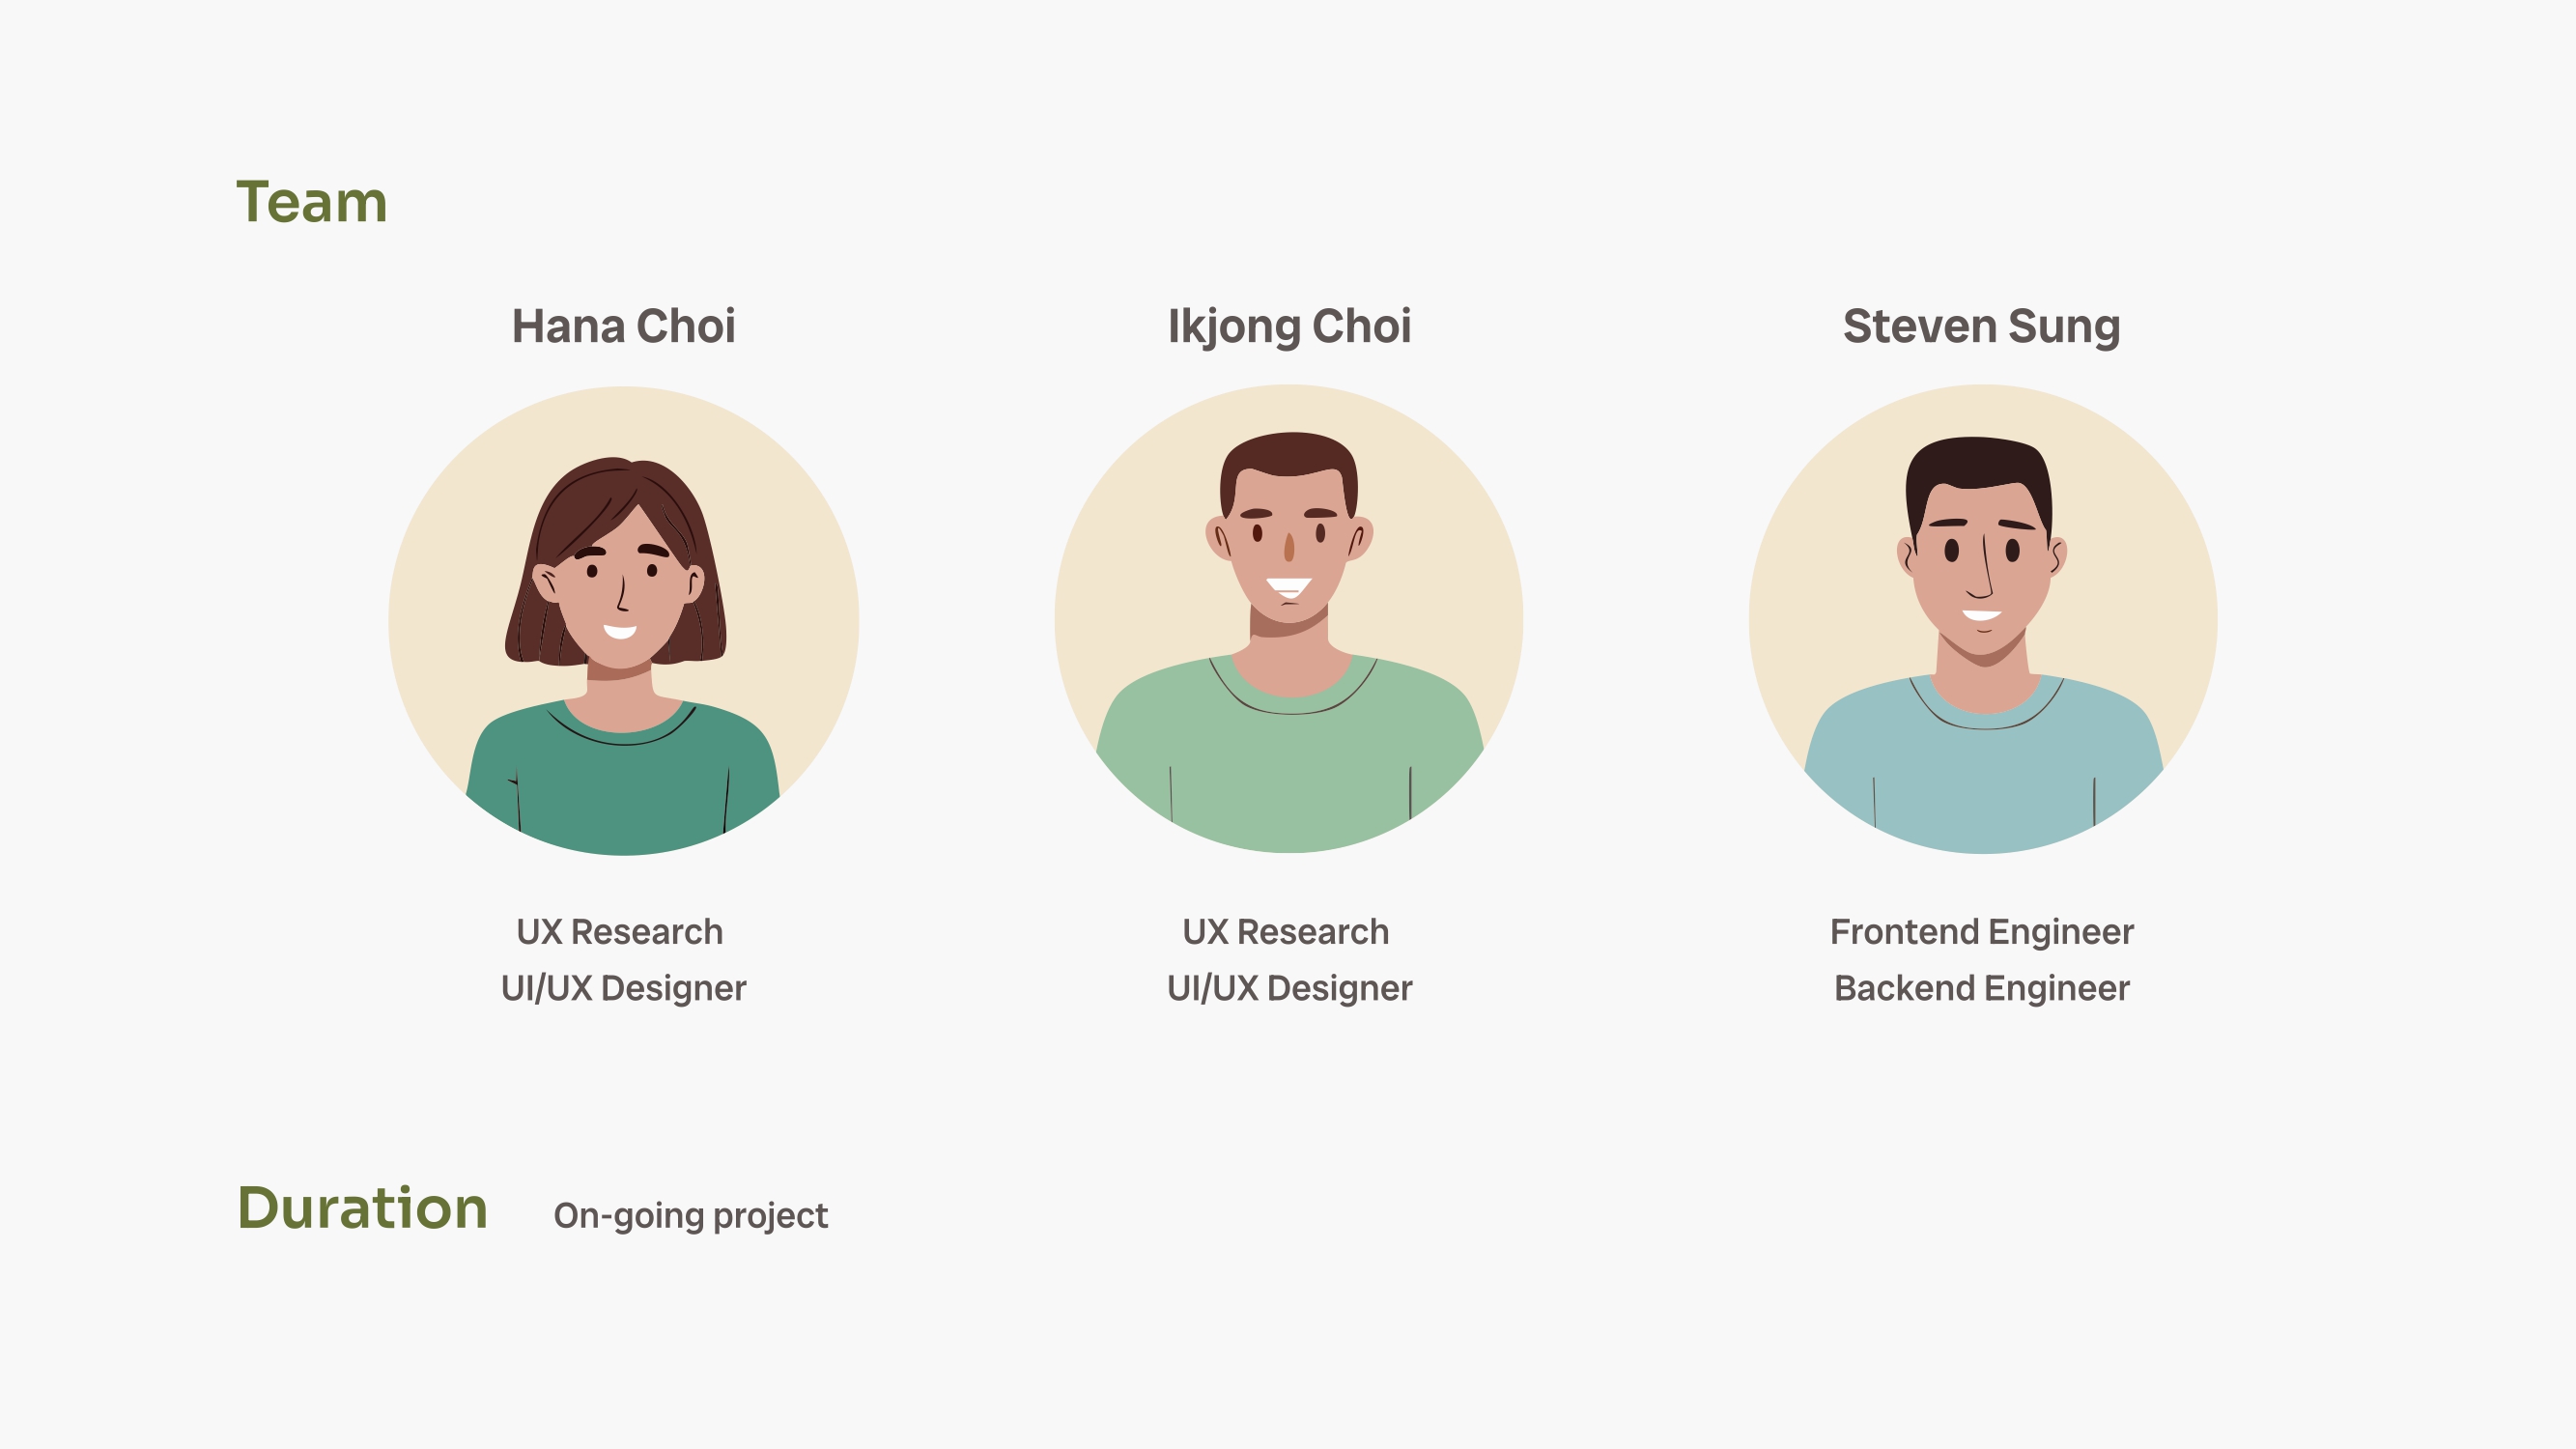 Team
Hana Choi
Ikjong Choi
Steven Sung
UX Research
UI/UX Designer
UX Research
UI/UX Designer
Frontend Engineer
Backend Engineer
Duration
On-going project